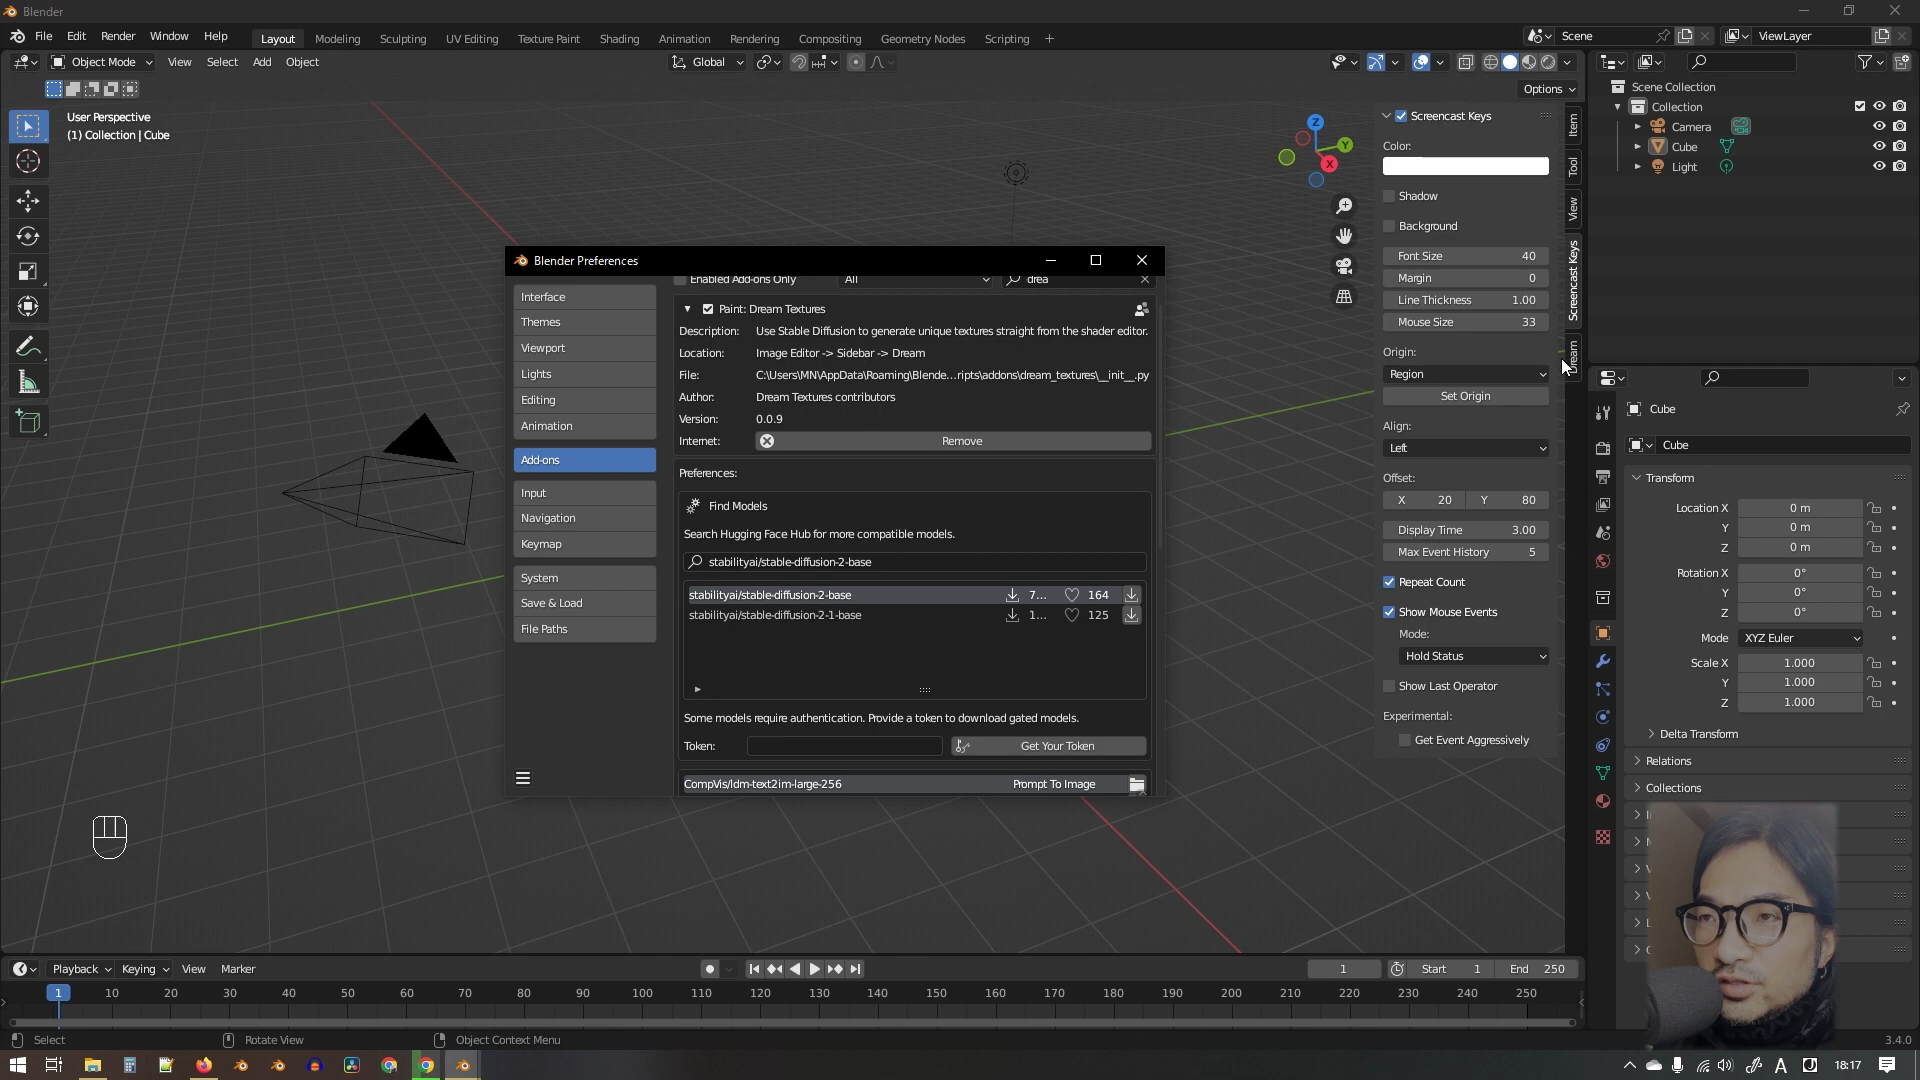 Blender
File Edit Render Window Help Layout Modeling Sculpting UV Editing Texture Paint Shading Animation Rendering Compositing Geometry Nodes Scripting Scene ViewLayer
Object Mode View Select Add Object Global
Options
User Perspective
(1) Collection | Cube
Z
Y
X
Screencast Keys
Color:
Shadow
Background
Font Size 40
Margin 0
Line Thickness 1.00
Mouse Size 33
Origin:
Region
Set Origin
Align:
Left
Offset:
X 20 Y 80
Display Time 3.00
Max Event History 5
Repeat Count
Show Mouse Events
Mode:
Hold Status
Show Last Operator
Experimental:
Get Event Aggressively
Item
Tool
View
Screencast Keys
Dream
Blender Preferences
Interface
Themes
Viewport
Lights
Editing
Animation
Add-ons
Input
Navigation
Keymap
System
Save & Load
File Paths
Enabled Add-ons Only All drea
Paint: Dream Textures
Description: Use Stable Diffusion to generate unique textures straight from the shader editor.
Location: Image Editor -> Sidebar -> Dream
File: C:\Users\MN\AppData\Roaming\Blende...ripts\addons\dream_textures\__init__.py
Author: Dream Textures contributors
Version: 0.0.9
Internet: Remove
Preferences:
Find Models
Search Hugging Face Hub for more compatible models.
stabilityai/stable-diffusion-2-base
stabilityai/stable-diffusion-2-base 7... 164
stabilityai/stable-diffusion-2-1-base 1... 125
Some models require authentication. Provide a token to download gated models.
Token: Get Your Token
CompVis/ldm-text2im-large-256 Prompt To Image
Scene Collection
Collection
Camera
Cube
Light
Cube
Cube
Transform
Location X 0 m
Y 0 m
Z 0 m
Rotation X 0°
Y 0°
Z 0°
Mode XYZ Euler
Scale X 1.000
Y 1.000
Z 1.000
Delta Transform
Relations
Collections
Playback Keying View Marker 1 Start 1 End 250
1 10 20 30 40 50 60 70 80 90 100 110 120 130 140 150 160 170 180 190 200 210 220 230 240 250
Select Rotate View Object Context Menu 3.4.0
A 18:17